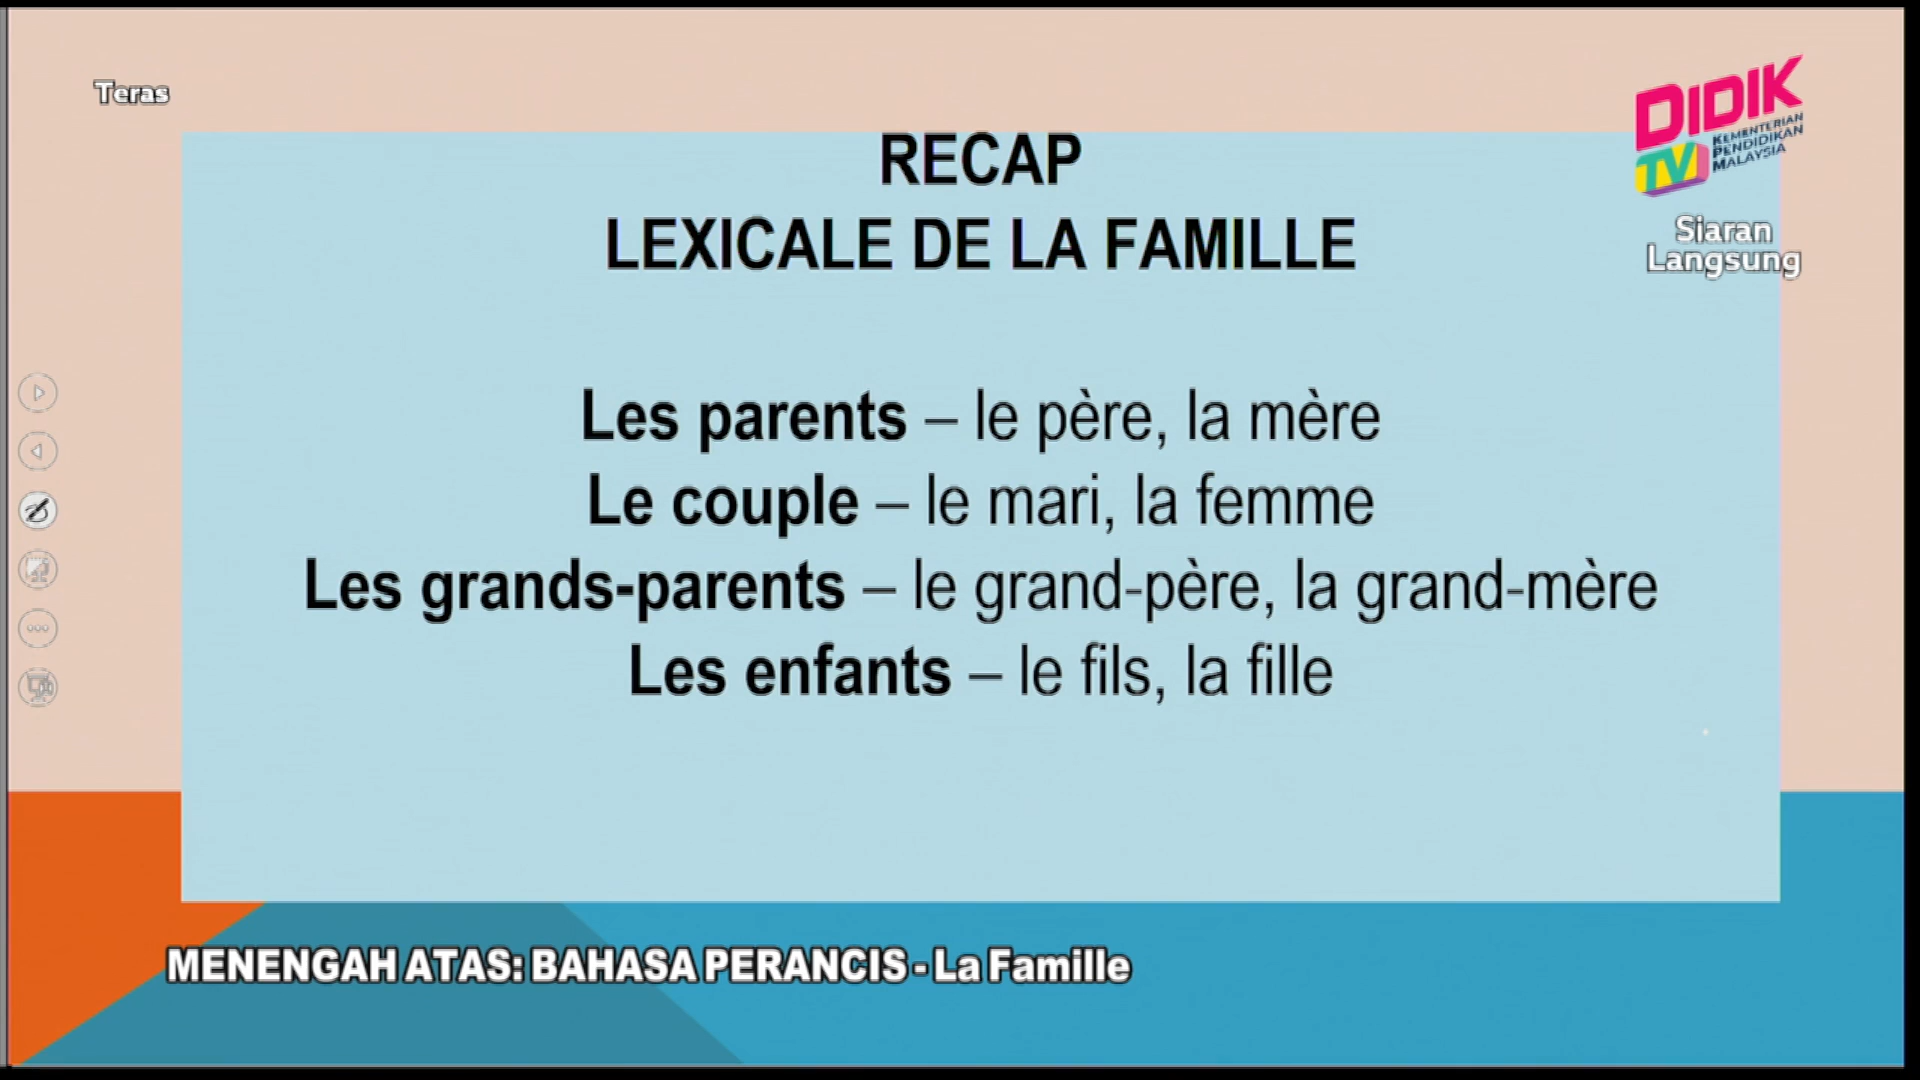 Teras
DIDIK
TV
KEMENTERIAN
PENDIDIKAN
MALAYSIA
Siaran
Langsung
RECAP
LEXICALE DE LA FAMILLE
Les parents – le père, la mère
Le couple – le mari, la femme
Les grands-parents – le grand-père, la grand-mère
Les enfants – le fils, la fille
MENENGAH ATAS: BAHASA PERANCIS - La Famille